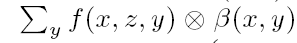 ∑_y f(x, z, y) ⊗ β(x, y)